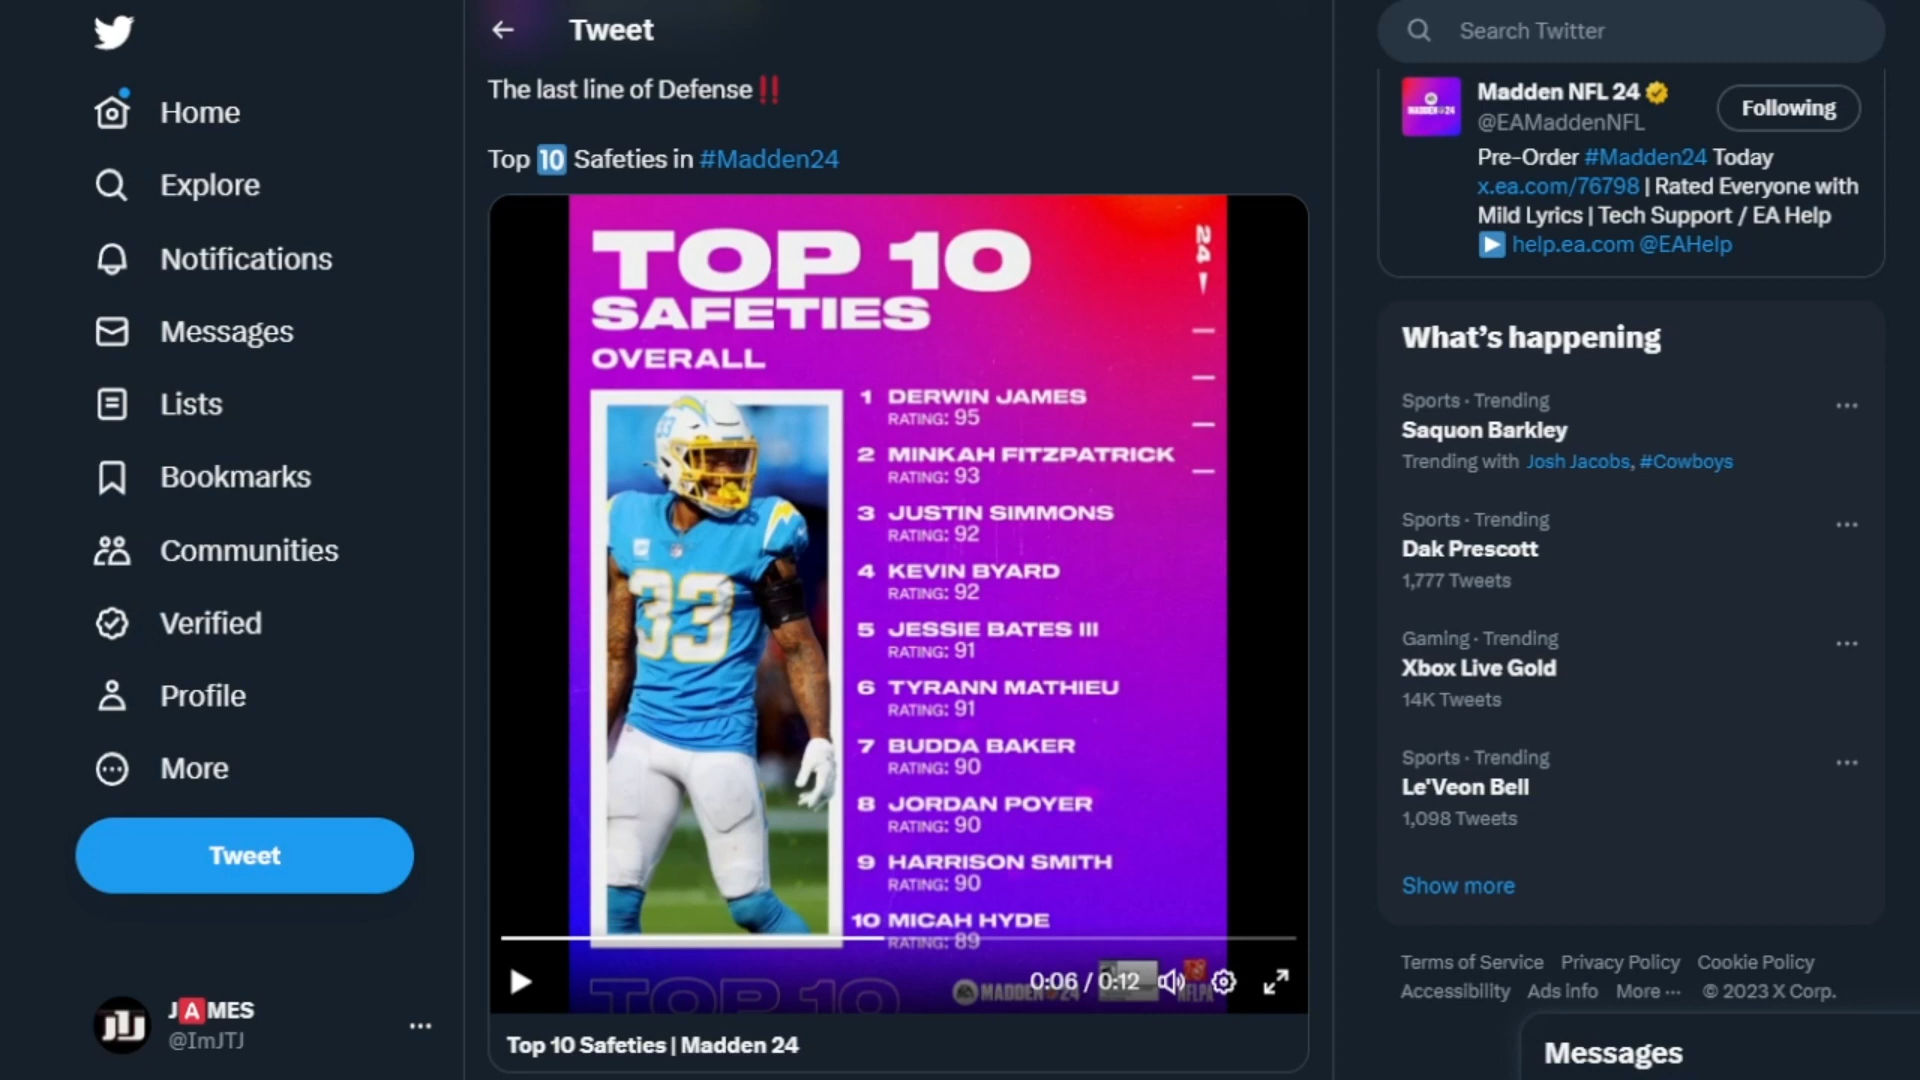 Home
Explore
Notifications
Messages
Lists
Bookmarks
Communities
Verified
Profile
More
Tweet
JAMES
@ImJTJ
Tweet
The last line of Defense‼️
Top 🔟 Safeties in #Madden24
TOP 10
SAFETIES
OVERALL
24
33
1 DERWIN JAMES
RATING: 95
2 MINKAH FITZPATRICK
RATING: 93
3 JUSTIN SIMMONS
RATING: 92
4 KEVIN BYARD
RATING: 92
5 JESSIE BATES III
RATING: 91
6 TYRANN MATHIEU
RATING: 91
7 BUDDA BAKER
RATING: 90
8 JORDAN POYER
RATING: 90
9 HARRISON SMITH
RATING: 90
10 MICAH HYDE
RATING: 89
TOP 10
MADDEN 24
0:06 / 0:12
Top 10 Safeties | Madden 24
Search Twitter
Madden NFL 24
@EAMaddenNFL
Following
Pre-Order #Madden24 Today
x.ea.com/76798 | Rated Everyone with
Mild Lyrics | Tech Support / EA Help
▶️ help.ea.com @EAHelp
What's happening
Sports · Trending
Saquon Barkley
Trending with Josh Jacobs, #Cowboys
Sports · Trending
Dak Prescott
1,777 Tweets
Gaming · Trending
Xbox Live Gold
14K Tweets
Sports · Trending
Le'Veon Bell
1,098 Tweets
Show more
Terms of Service Privacy Policy Cookie Policy
Accessibility Ads info More ··· © 2023 X Corp.
Messages